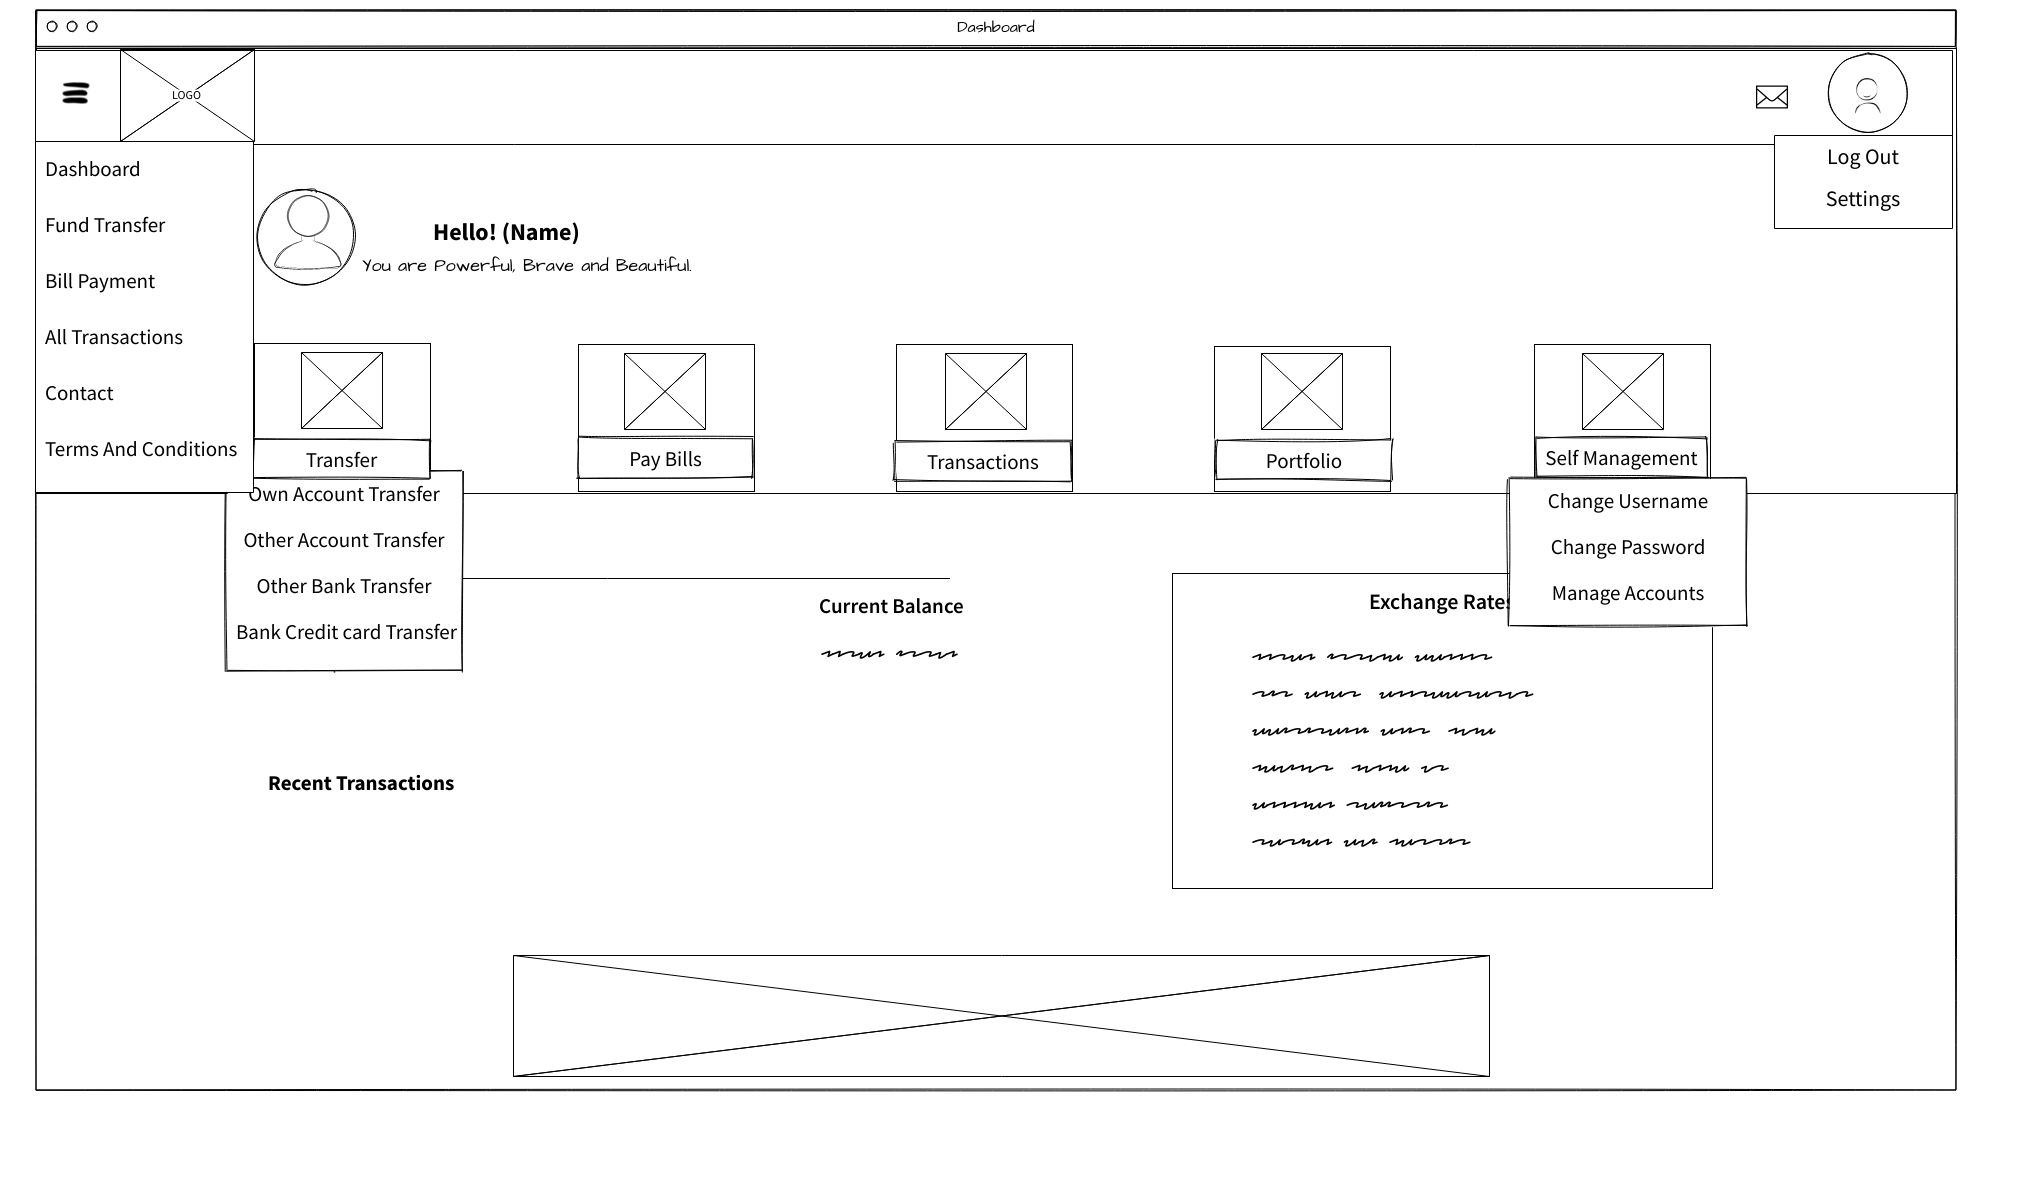 Dashboard
LOGO
Log Out
Settings
Dashboard
Fund Transfer
Bill Payment
All Transactions
Contact
Terms And Conditions
Hello! (Name)
You are Powerful, Brave and Beautiful.
Transfer
Pay Bills
Transactions
Portfolio
Self Management
Own Account Transfer
Other Account Transfer
Other Bank Transfer
Bank Credit card Transfer
Change Username
Change Password
Manage Accounts
Current Balance
Exchange Rates
Recent Transactions